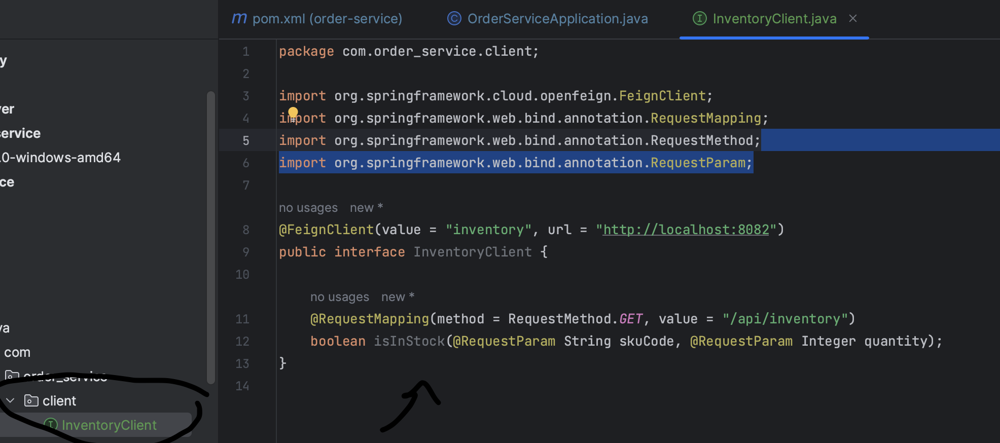 pom.xml (order-service) OrderServiceApplication.java InventoryClient.java
y
ver
service
.0-windows-amd64
ce
va
com
order_service
client
InventoryClient
1 package com.order_service.client;
2
3 import org.springframework.cloud.openfeign.FeignClient;
4 import org.springframework.web.bind.annotation.RequestMapping;
5 import org.springframework.web.bind.annotation.RequestMethod;
6 import org.springframework.web.bind.annotation.RequestParam;
7
no usages new *
8 @FeignClient(value = "inventory", url = "http://localhost:8082")
9 public interface InventoryClient {
10
no usages new *
11 @RequestMapping(method = RequestMethod.GET, value = "/api/inventory")
12 boolean isInStock(@RequestParam String skuCode, @RequestParam Integer quantity);
13 }
14